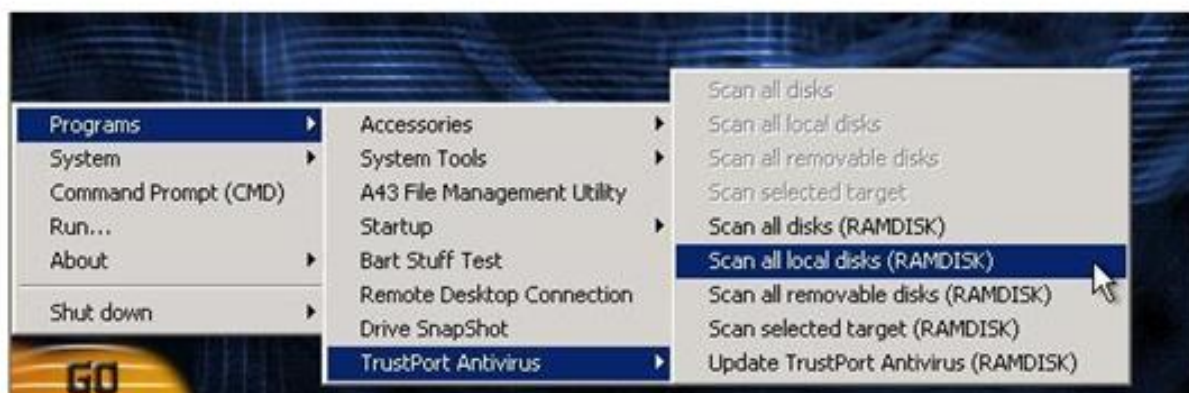 Programs
System
Command Prompt (CMD)
Run...
About
Shut down
GO
Accessories
System Tools
A43 File Management Utility
Startup
Bart Stuff Test
Remote Desktop Connection
Drive SnapShot
TrustPort Antivirus
Scan all disks
Scan all local disks
Scan all removable disks
Scan selected target
Scan all disks (RAMDISK)
Scan all local disks (RAMDISK)
Scan all removable disks (RAMDISK)
Scan selected target (RAMDISK)
Update TrustPort Antivirus (RAMDISK)